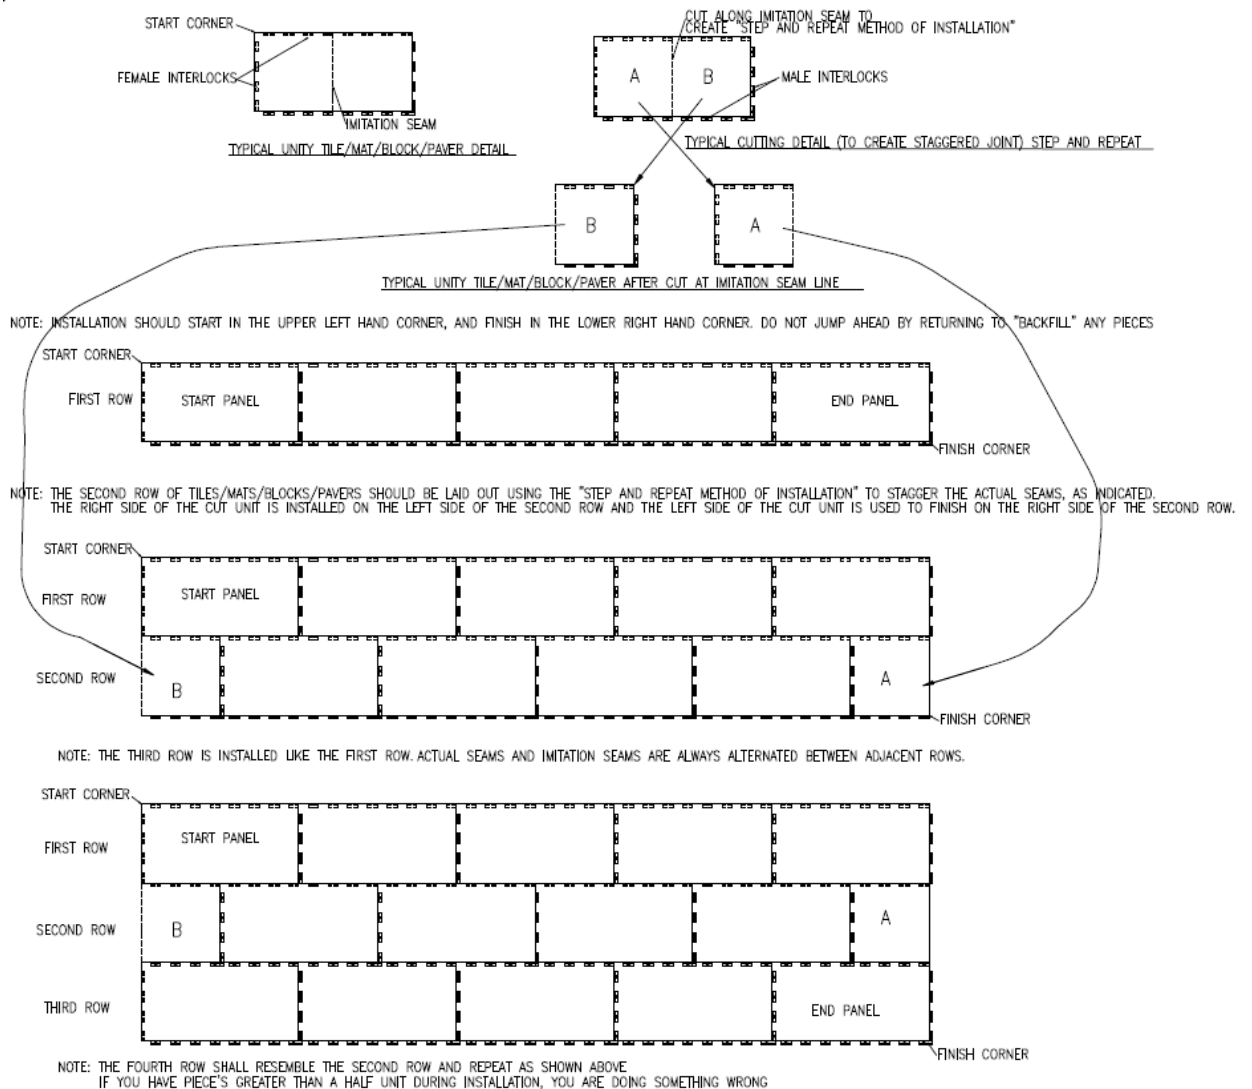 START CORNER
CUT ALONG IMITATION SEAM TO
CREATE "STEP AND REPEAT METHOD OF INSTALLATION"
FEMALE INTERLOCKS
A
B
MALE INTERLOCKS
IMITATION SEAM
TYPICAL UNITY TILE/MAT/BLOCK/PAVER DETAIL
TYPICAL CUTTING DETAIL (TO CREATE STAGGERED JOINT) STEP AND REPEAT
B
A
TYPICAL UNITY TILE/MAT/BLOCK/PAVER AFTER CUT AT IMITATION SEAM LINE
NOTE: INSTALLATION SHOULD START IN THE UPPER LEFT HAND CORNER, AND FINISH IN THE LOWER RIGHT HAND CORNER. DO NOT JUMP AHEAD BY RETURNING TO "BACKFILL" ANY PIECES
START CORNER
FIRST ROW
START PANEL
END PANEL
FINISH CORNER
NOTE: THE SECOND ROW OF TILES/MATS/BLOCKS/PAVERS SHOULD BE LAID OUT USING THE "STEP AND REPEAT METHOD OF INSTALLATION" TO STAGGER THE ACTUAL SEAMS, AS INDICATED.
THE RIGHT SIDE OF THE CUT UNIT IS INSTALLED ON THE LEFT SIDE OF THE SECOND ROW AND THE LEFT SIDE OF THE CUT UNIT IS USED TO FINISH ON THE RIGHT SIDE OF THE SECOND ROW.
START CORNER
FIRST ROW
START PANEL
SECOND ROW
B
A
FINISH CORNER
NOTE: THE THIRD ROW IS INSTALLED LIKE THE FIRST ROW. ACTUAL SEAMS AND IMITATION SEAMS ARE ALWAYS ALTERNATED BETWEEN ADJACENT ROWS.
START CORNER
FIRST ROW
START PANEL
SECOND ROW
B
A
THIRD ROW
END PANEL
FINISH CORNER
NOTE: THE FOURTH ROW SHALL RESEMBLE THE SECOND ROW AND REPEAT AS SHOWN ABOVE
IF YOU HAVE PIECE'S GREATER THAN A HALF UNIT DURING INSTALLATION, YOU ARE DOING SOMETHING WRONG